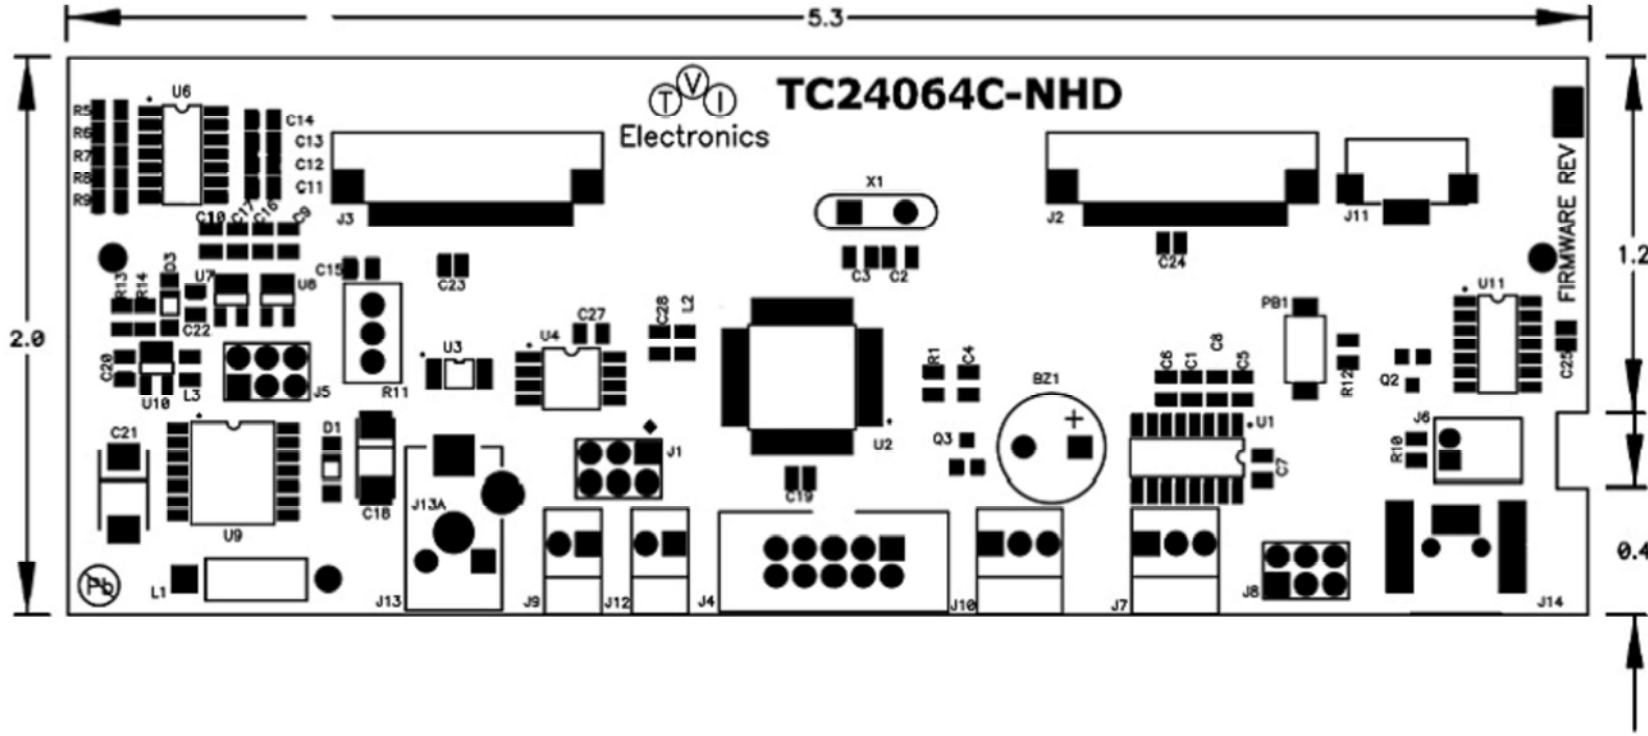 5.3
TVI
Electronics
TC24064C-NHD
U6
R5
R6
R7
R8
R9
C14
C13
C12
C11
C10
C17
C16
C9
J3
X1
J2
J11
FIRMWARE REV
1.2
2.0
C15
C23
C3
C2
C24
R13
R14
D3
U7
U8
C22
C20
U10
L3
J5
R11
U3
U4
C27
C28
L2
R1
C4
BZ1
+
C6
C1
C8
C5
PB1
R12
Q2
U11
C25
C21
D1
U9
C18
J13A
J1
U2
C19
Q3
U1
C7
R10
J6
0.4
Pb
L1
J13
J9
J12
J4
J10
J7
J8
J14